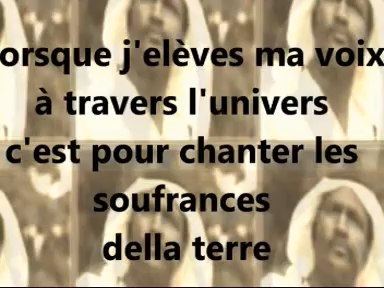 orsque j'elèves ma voix
à travers l'univers
c'est pour chanter les
soufrances
della terre